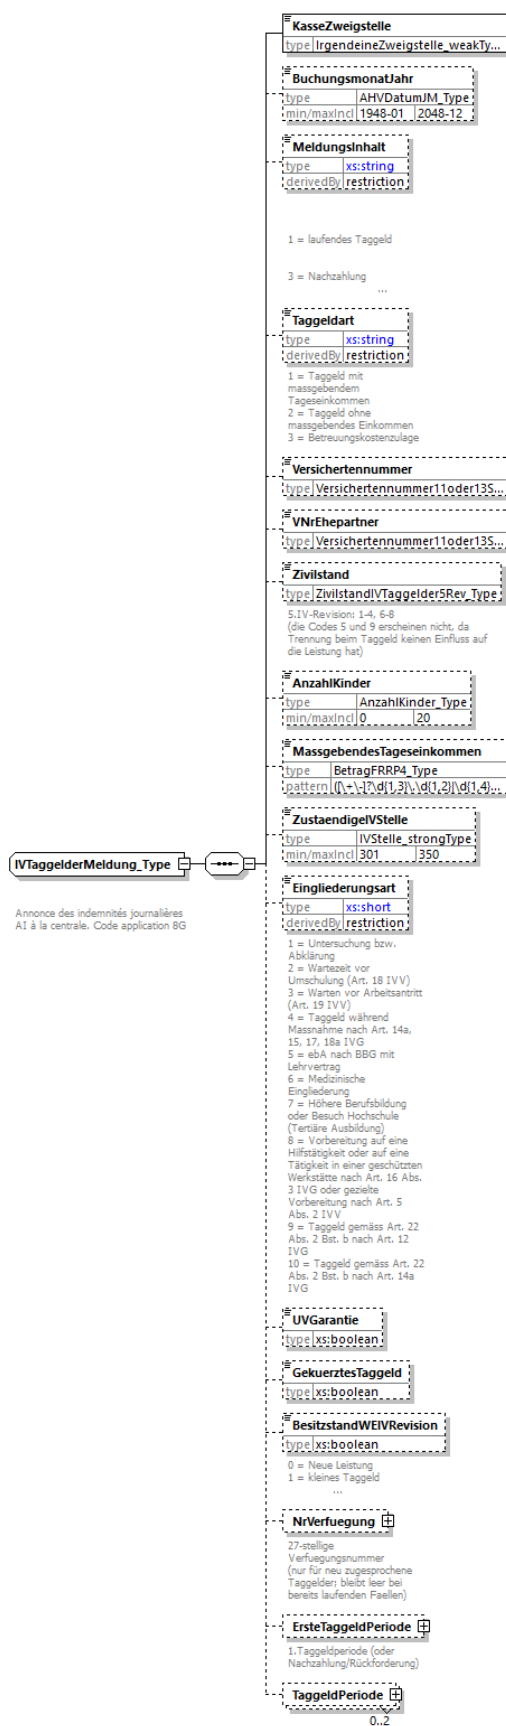 KasseZweigstelle
type IrgendeineZweigstelle_weakTy...
BuchungsmonatJahr
type AHVDatumJM_Type
min/maxIncl 1948-01 2048-12
MeldungsInhalt
type xs:string
derivedBy restriction
1 = laufendes Taggeld
3 = Nachzahlung
...
Taggeldart
type xs:string
derivedBy restriction
1 = Taggeld mit
massgebendem
Tageseinkommen
2 = Taggeld ohne
massgebendes Einkommen
3 = Betreuungskostenzulage
Versichertennummer
type Versichertennummer11oder13S...
VNrEhepartner
type Versichertennummer11oder13S...
Zivilstand
type ZivilstandIVTaggelder5Rev_Type
5.IV-Revision: 1-4, 6-8
(die Codes 5 und 9 erscheinen nicht, da
Trennung beim Taggeld keinen Einfluss auf
die Leistung hat)
AnzahlKinder
type AnzahlKinder_Type
min/maxIncl 0 20
MassgebendesTageseinkommen
type BetragFRRP4_Type
pattern ([\+\-]?\d{1,3}\.\d{1,2}|\d{1,4}...
ZustaendigeIVStelle
type IVStelle_strongType
min/maxIncl 301 350
IVTaggelderMeldung_Type
Annonce des indemnités journalières
AI à la centrale. Code application 8G
Eingliederungsart
type xs:short
derivedBy restriction
1 = Untersuchung bzw.
Abklärung
2 = Wartezeit vor
Umschulung (Art. 18 IVV)
3 = Warten vor Arbeitsantritt
(Art. 19 IVV)
4 = Taggeld während
Massnahme nach Art. 14a,
15, 17, 18a IVG
5 = ebA nach BBG mit
Lehrvertrag
6 = Medizinische
Eingliederung
7 = Höhere Berufsbildung
oder Besuch Hochschule
(Tertiäre Ausbildung)
8 = Vorbereitung auf eine
Hilfstätigkeit oder auf eine
Tätigkeit in einer geschützten
Werkstätte nach Art. 16 Abs.
3 IVG oder gezielte
Vorbereitung nach Art. 5
Abs. 2 IVV
9 = Taggeld gemäss Art. 22
Abs. 2 Bst. b nach Art. 12
IVG
10 = Taggeld gemäss Art. 22
Abs. 2 Bst. b nach Art. 14a
IVG
UVGarantie
type xs:boolean
GekuerztesTaggeld
type xs:boolean
BesitzstandWEIVRevision
type xs:boolean
0 = Neue Leistung
1 = kleines Taggeld
...
NrVerfuegung
27-stellige
Verfuegungsnummer
(nur für neu zugesprochene
Taggelder; bleibt leer bei
bereits laufenden Faellen)
ErsteTaggeldPeriode
1.Taggeldperiode (oder
Nachzahlung/Rückforderung)
TaggeldPeriode
0..2